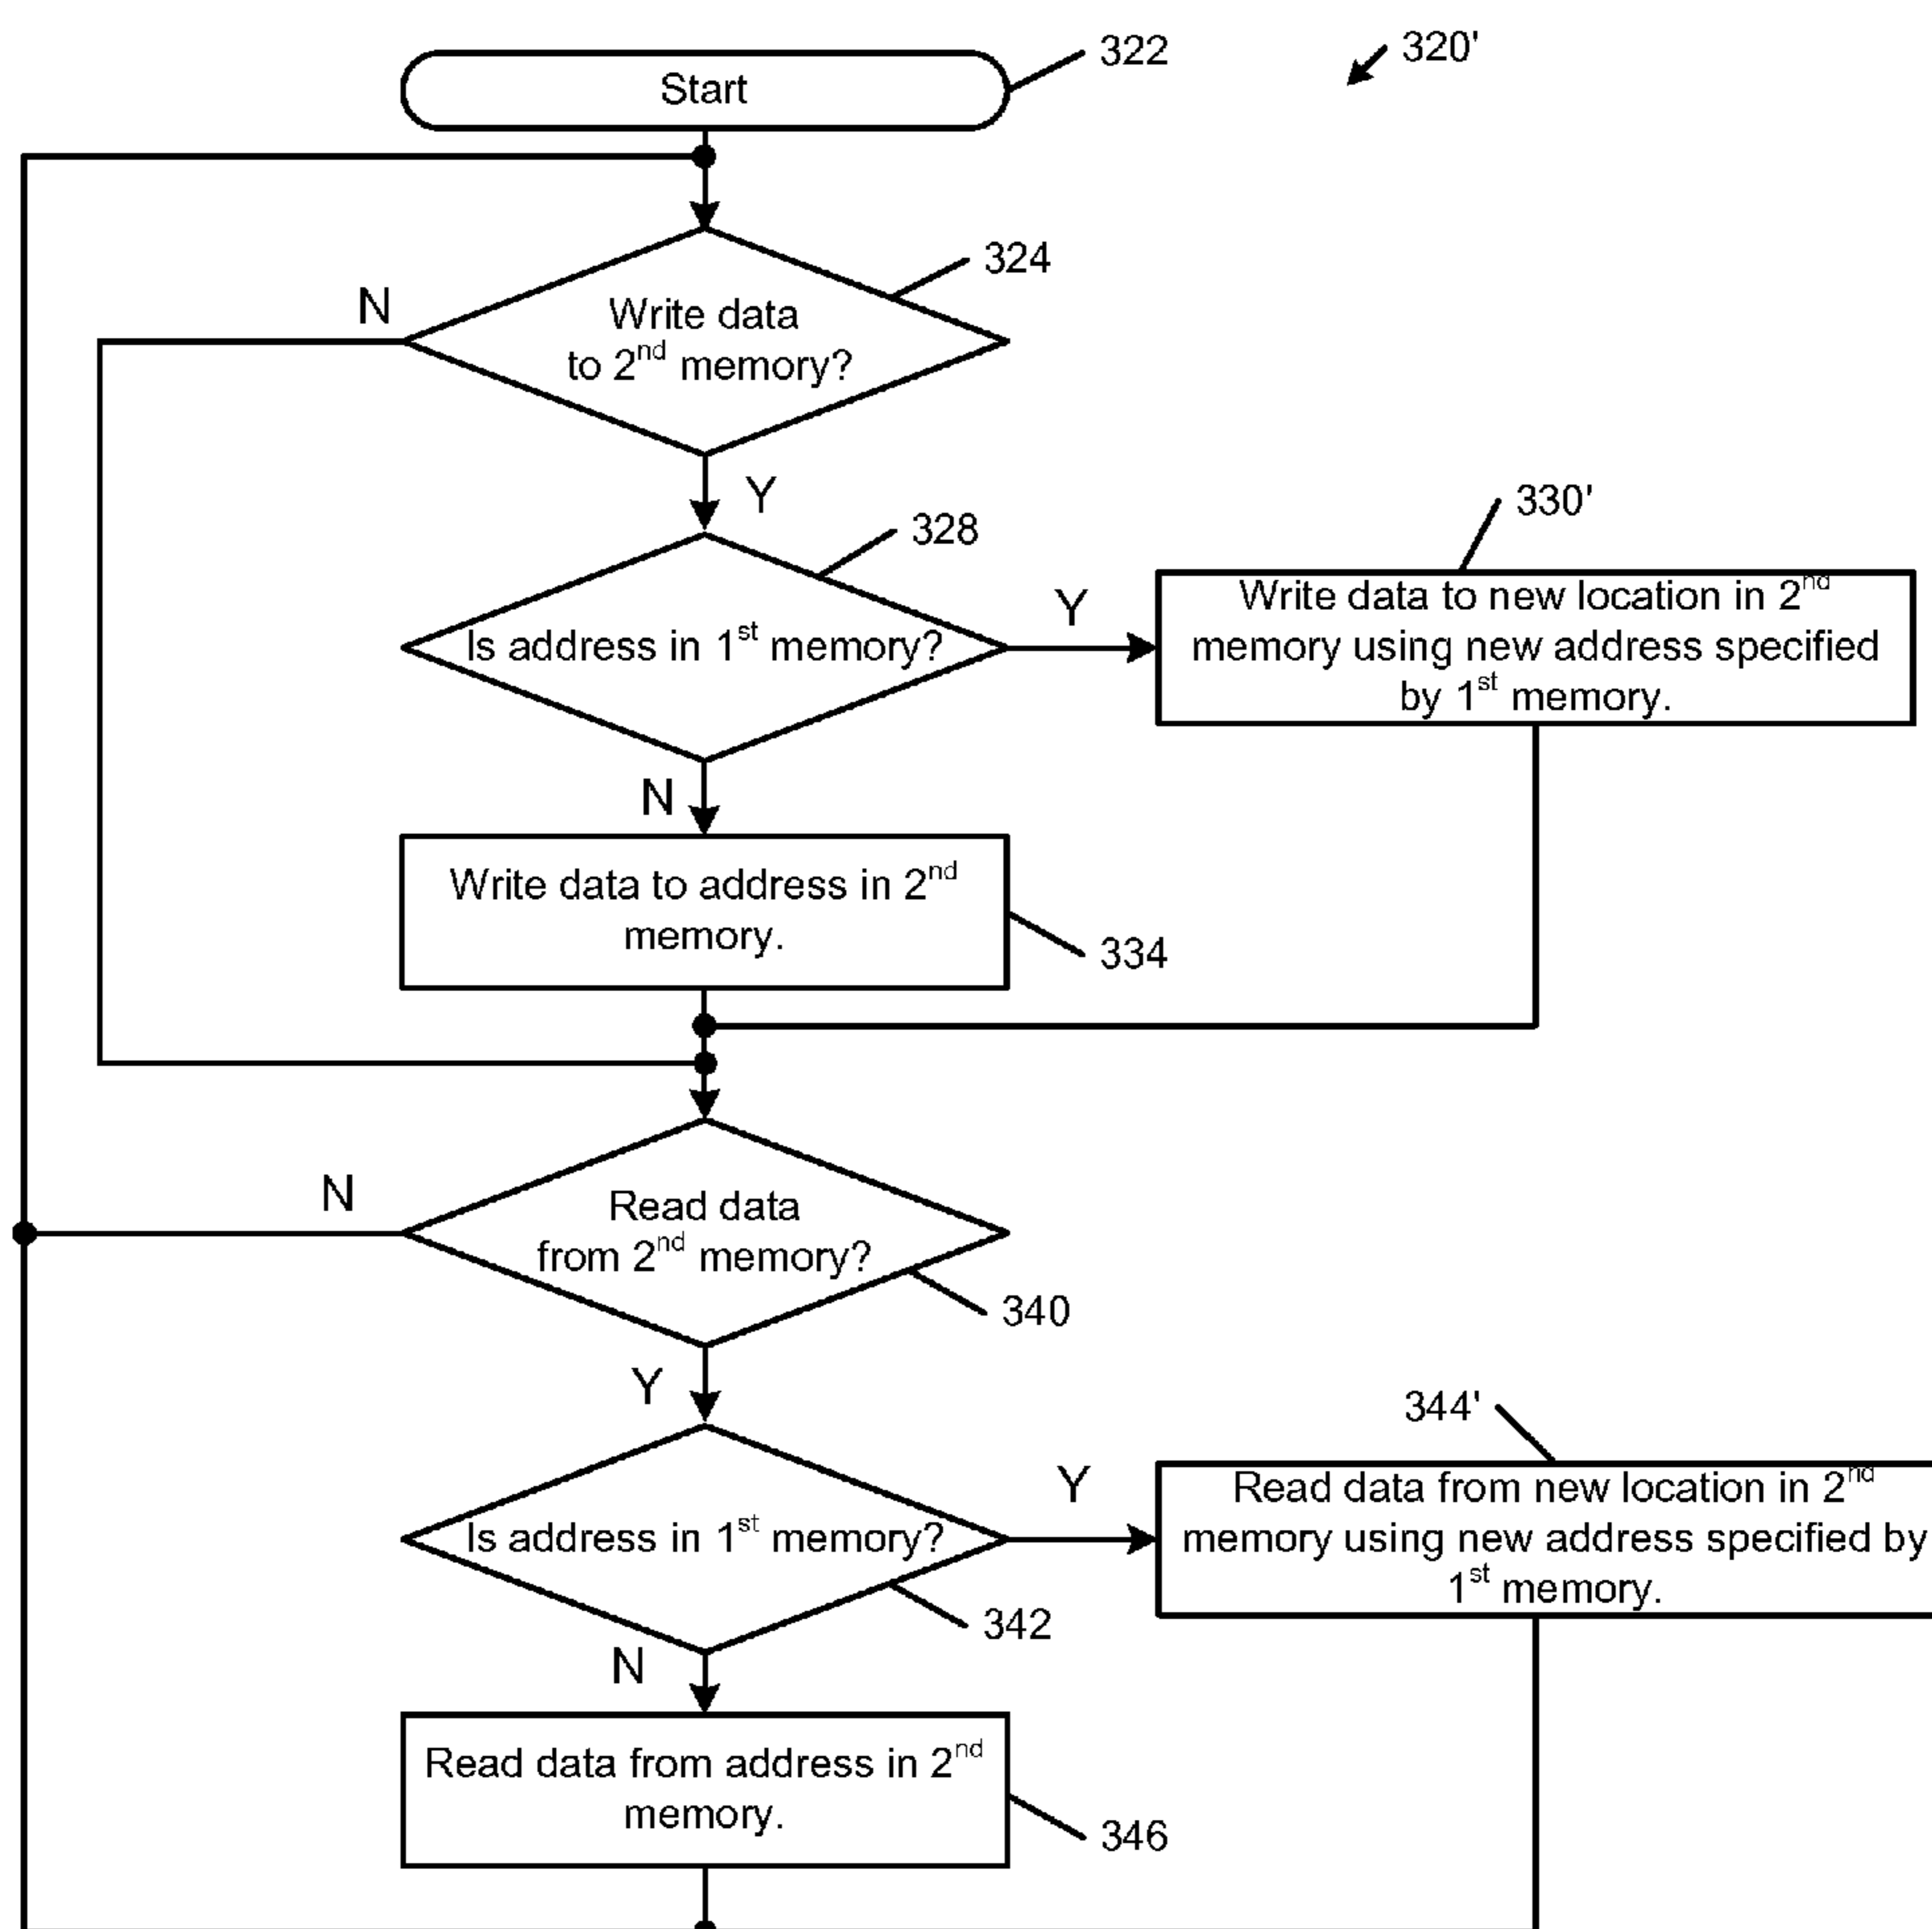 320'
322
Start
324
N
Write data
to 2nd memory?
Y
330'
328
Y
Write data to new location in 2nd
memory using new address specified
by 1st memory.
Is address in 1st memory?
N
Write data to address in 2nd
memory.
334
N
Read data
from 2nd memory?
340
Y
344'
Y
Read data from new location in 2nd
memory using new address specified by
1st memory.
Is address in 1st memory?
342
N
Read data from address in 2nd
memory.
346